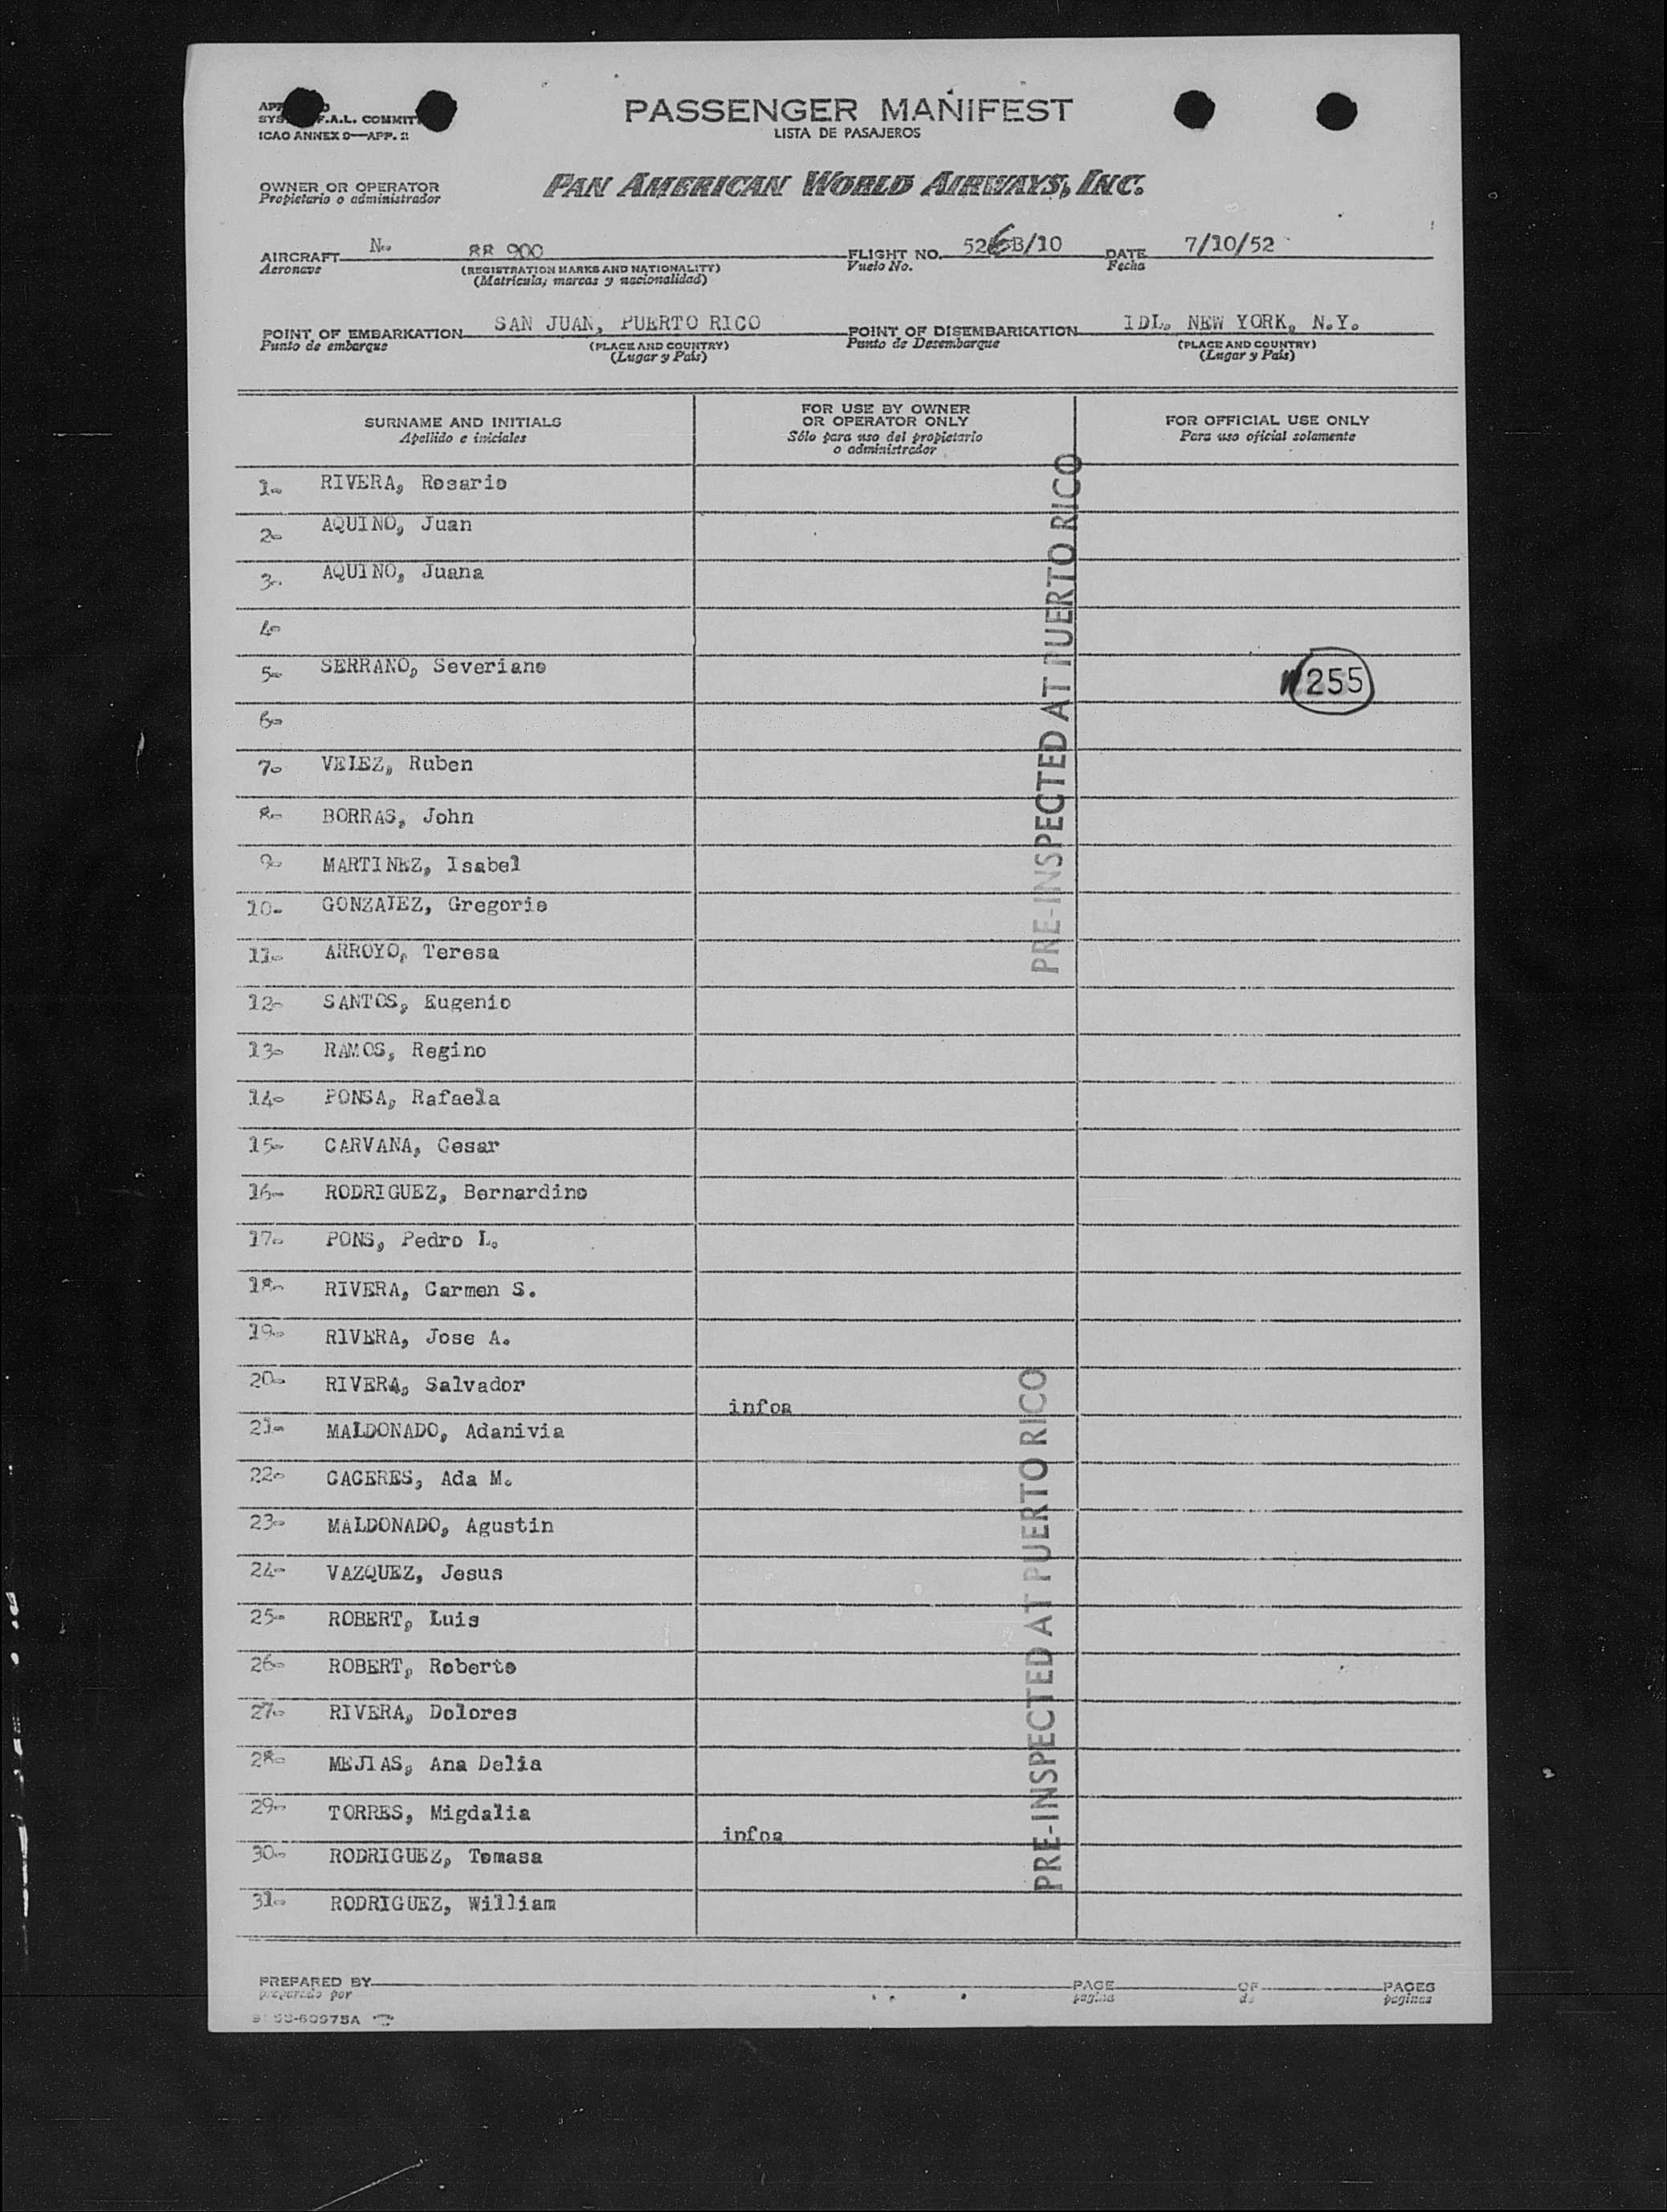 PASSENGER MANIFEST
LISTA DE PASAJEROS
F.A.L. COMMIT
ICAO ANNEX 9—APP. 2
OWNER OR OPERATOR
Propietario o administrador
PAN AMERICAN WORLD AIRWAYS, INC.
AIRCRAFT N. 88 900 FLIGHT NO. 526B/10 DATE 7/10/52
Aeronave (REGISTRATION MARKS AND NATIONALITY) Vuelo No. Fecha
(Matrícula, marcas y nacionalidad)
POINT OF EMBARKATION SAN JUAN, PUERTO RICO POINT OF DISEMBARKATION IDL. NEW YORK, N.Y.
Punto de embarque (PLACE AND COUNTRY) Punto de Desembarque (PLACE AND COUNTRY)
(Lugar y País) (Lugar y País)
SURNAME AND INITIALS
Apellido e iniciales
FOR USE BY OWNER
OR OPERATOR ONLY
Sólo para uso del propietario
o administrador
FOR OFFICIAL USE ONLY
Para uso oficial solamente
1- RIVERA, Rosario
2- AQUINO, Juan
3- AQUINO, Juana
4-
5- SERRANO, Severiano
255
6-
7- VELEZ, Ruben
8- BORRAS, John
9- MARTINEZ, Isabel
10- GONZALEZ, Gregorio
11- ARROYO, Teresa
12- SANTOS, Eugenio
13- RAMOS, Regino
14- PONSA, Rafaela
15- CARVANA, Cesar
16- RODRIGUEZ, Bernardino
17- PONS, Pedro L.
18- RIVERA, Carmen S.
19- RIVERA, Jose A.
20- RIVERA, Salvador
infoa
21- MALDONADO, Adanivia
22- CACERES, Ada M.
23- MALDONADO, Agustin
24- VAZQUEZ, Jesus
25- ROBERT, Luis
26- ROBERT, Roberto
27- RIVERA, Dolores
28- MEJIAS, Ana Delia
29- TORRES, Migdalia
infoa
30- RODRIGUEZ, Tomasa
31- RODRIGUEZ, William
PRE-INSPECTED AT PUERTO RICO
PRE-INSPECTED AT PUERTO RICO
PREPARED BY PAGE OF PAGES
preparado por pagina de paginas